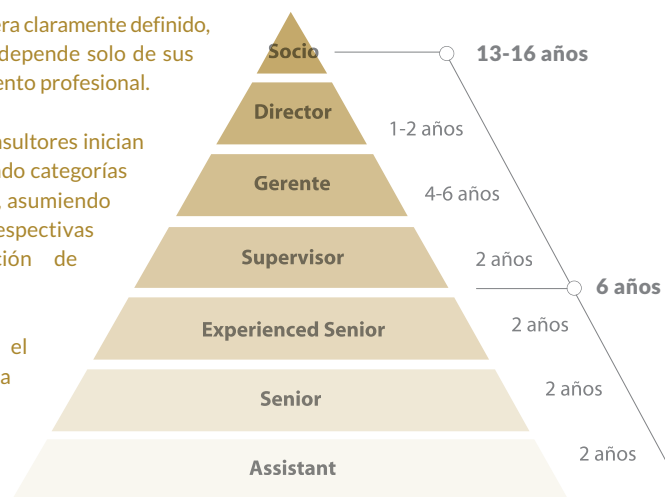 era claramente definido,
depende solo de sus
ento profesional.
nsultores inician
do categorías
, asumiendo
espectivas
ción de
el
a
Socio
13-16 años
Director
1-2 años
Gerente
4-6 años
Supervisor
2 años
6 años
Experienced Senior
2 años
Senior
2 años
Assistant
2 años